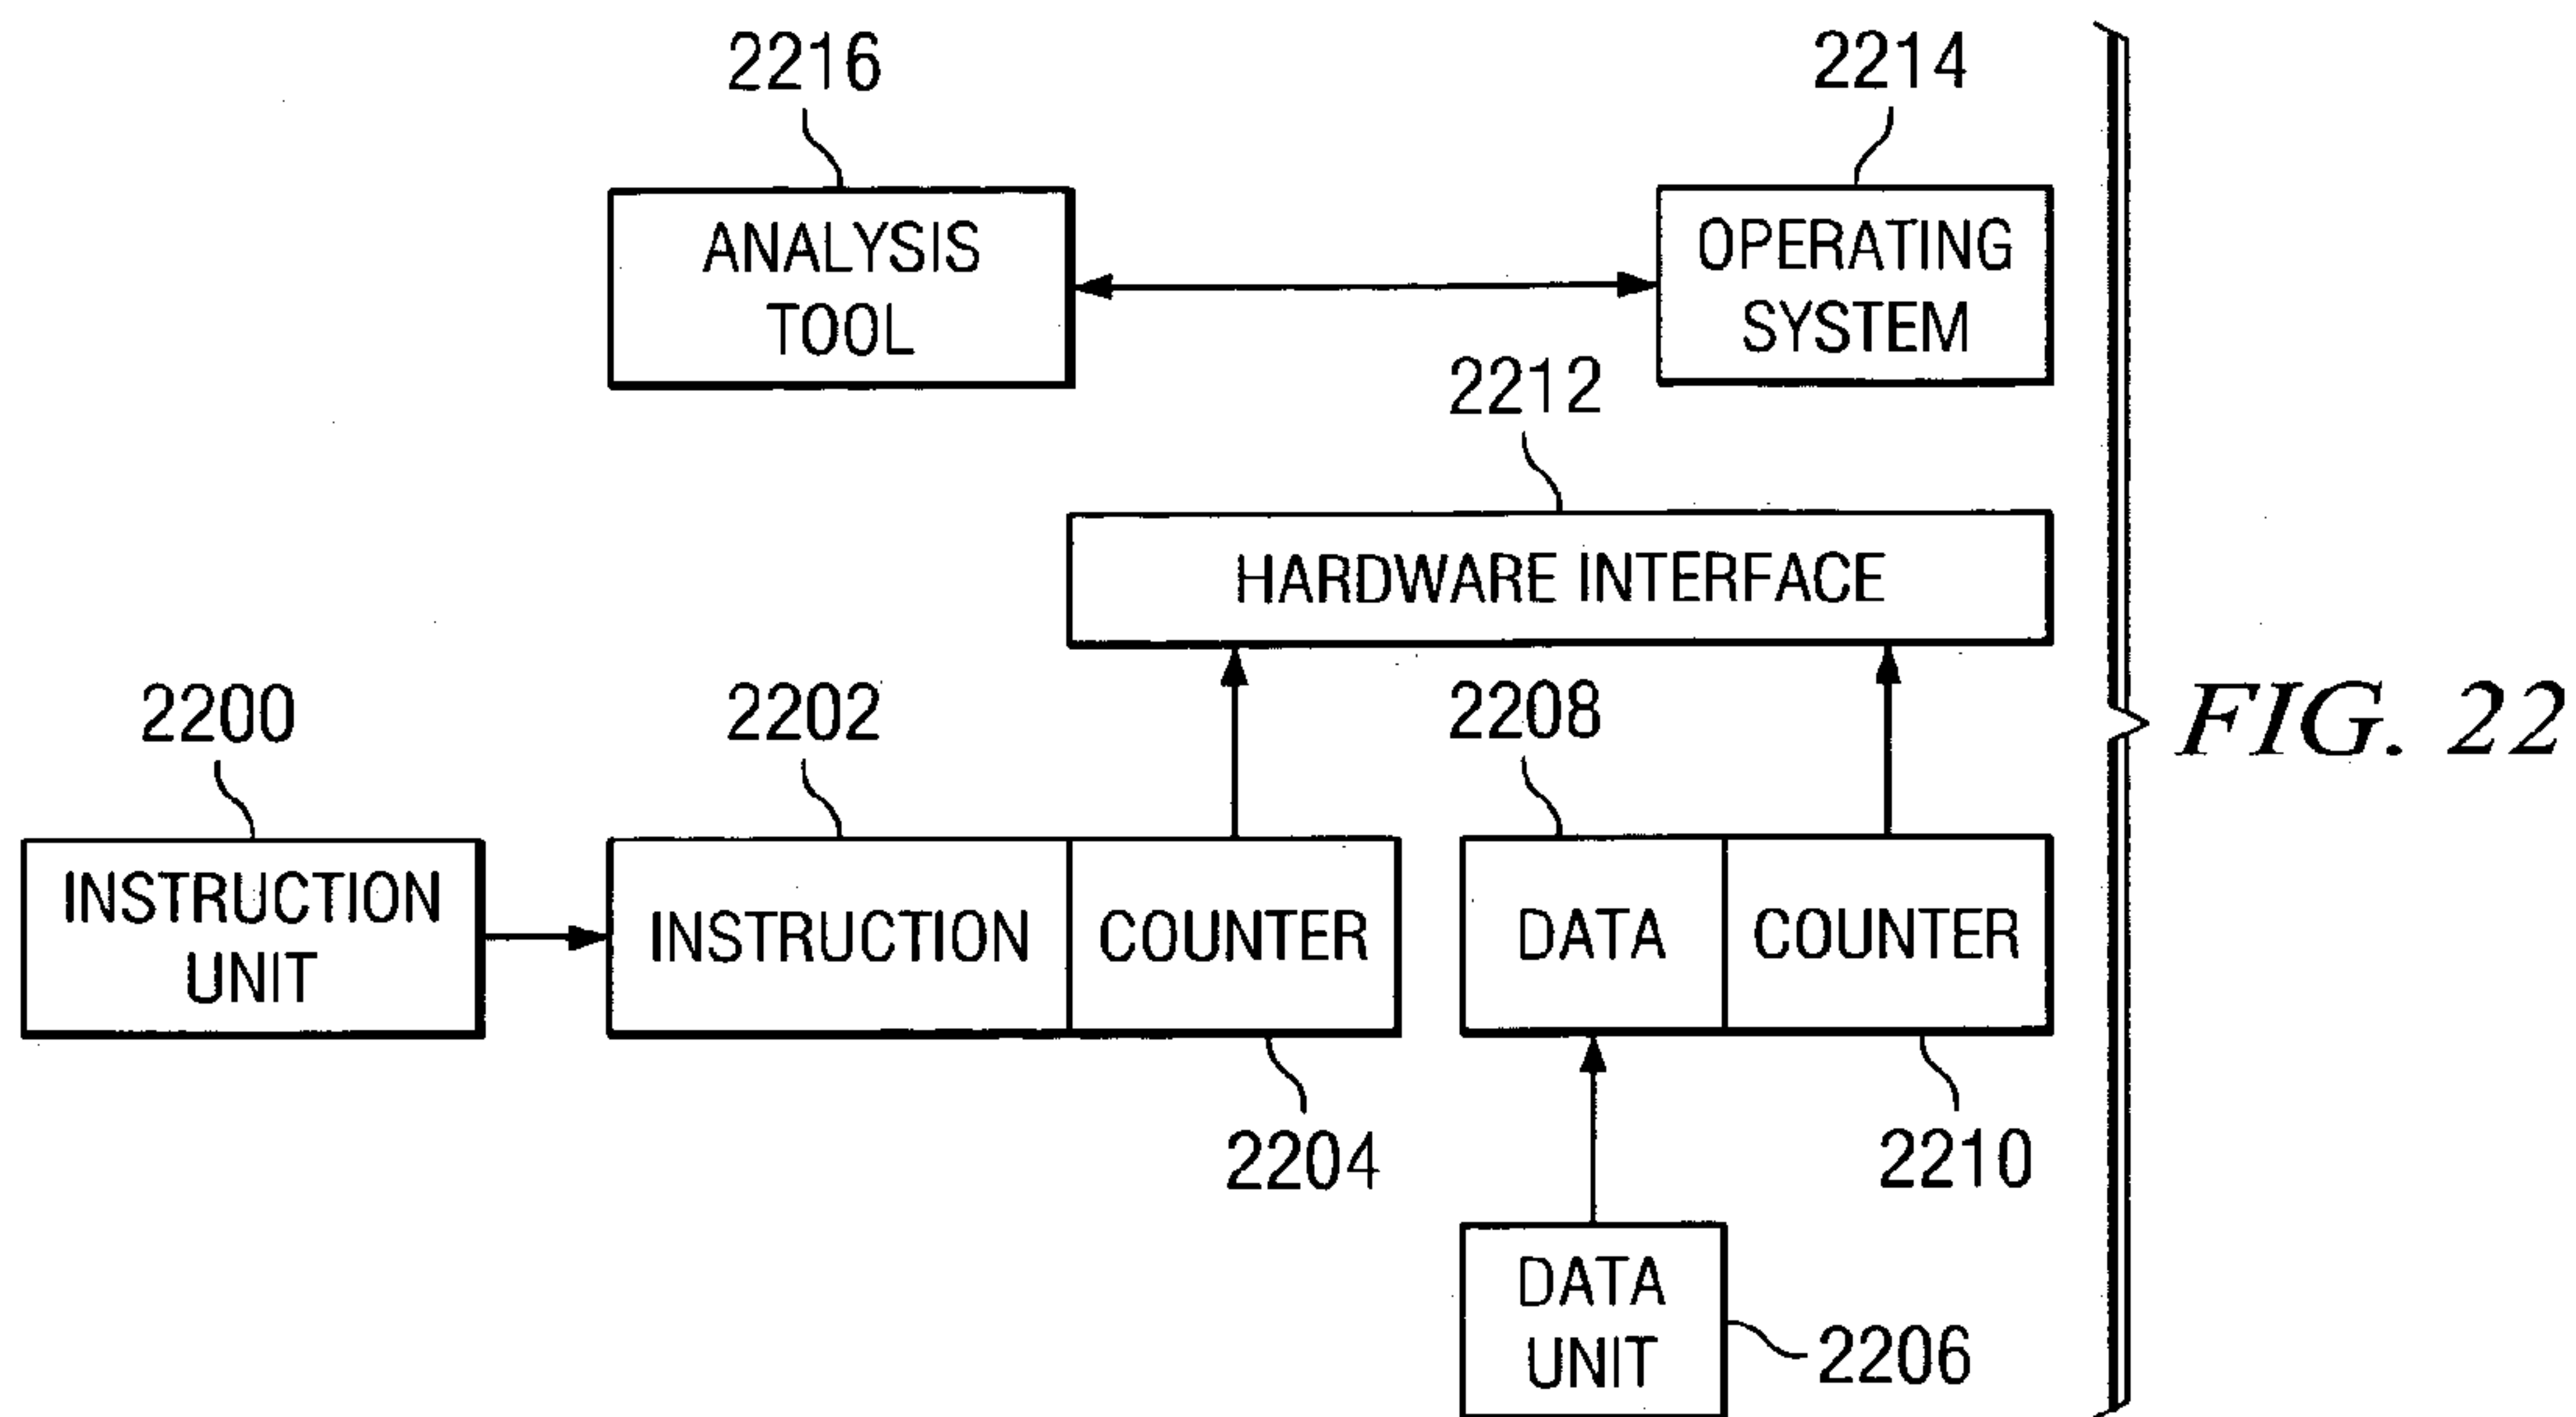 2216
2214
ANALYSIS
TOOL
OPERATING
SYSTEM
2212
HARDWARE INTERFACE
2200
2202
2208
FIG. 22
INSTRUCTION
UNIT
INSTRUCTION
COUNTER
DATA
COUNTER
2204
2210
DATA
UNIT
2206